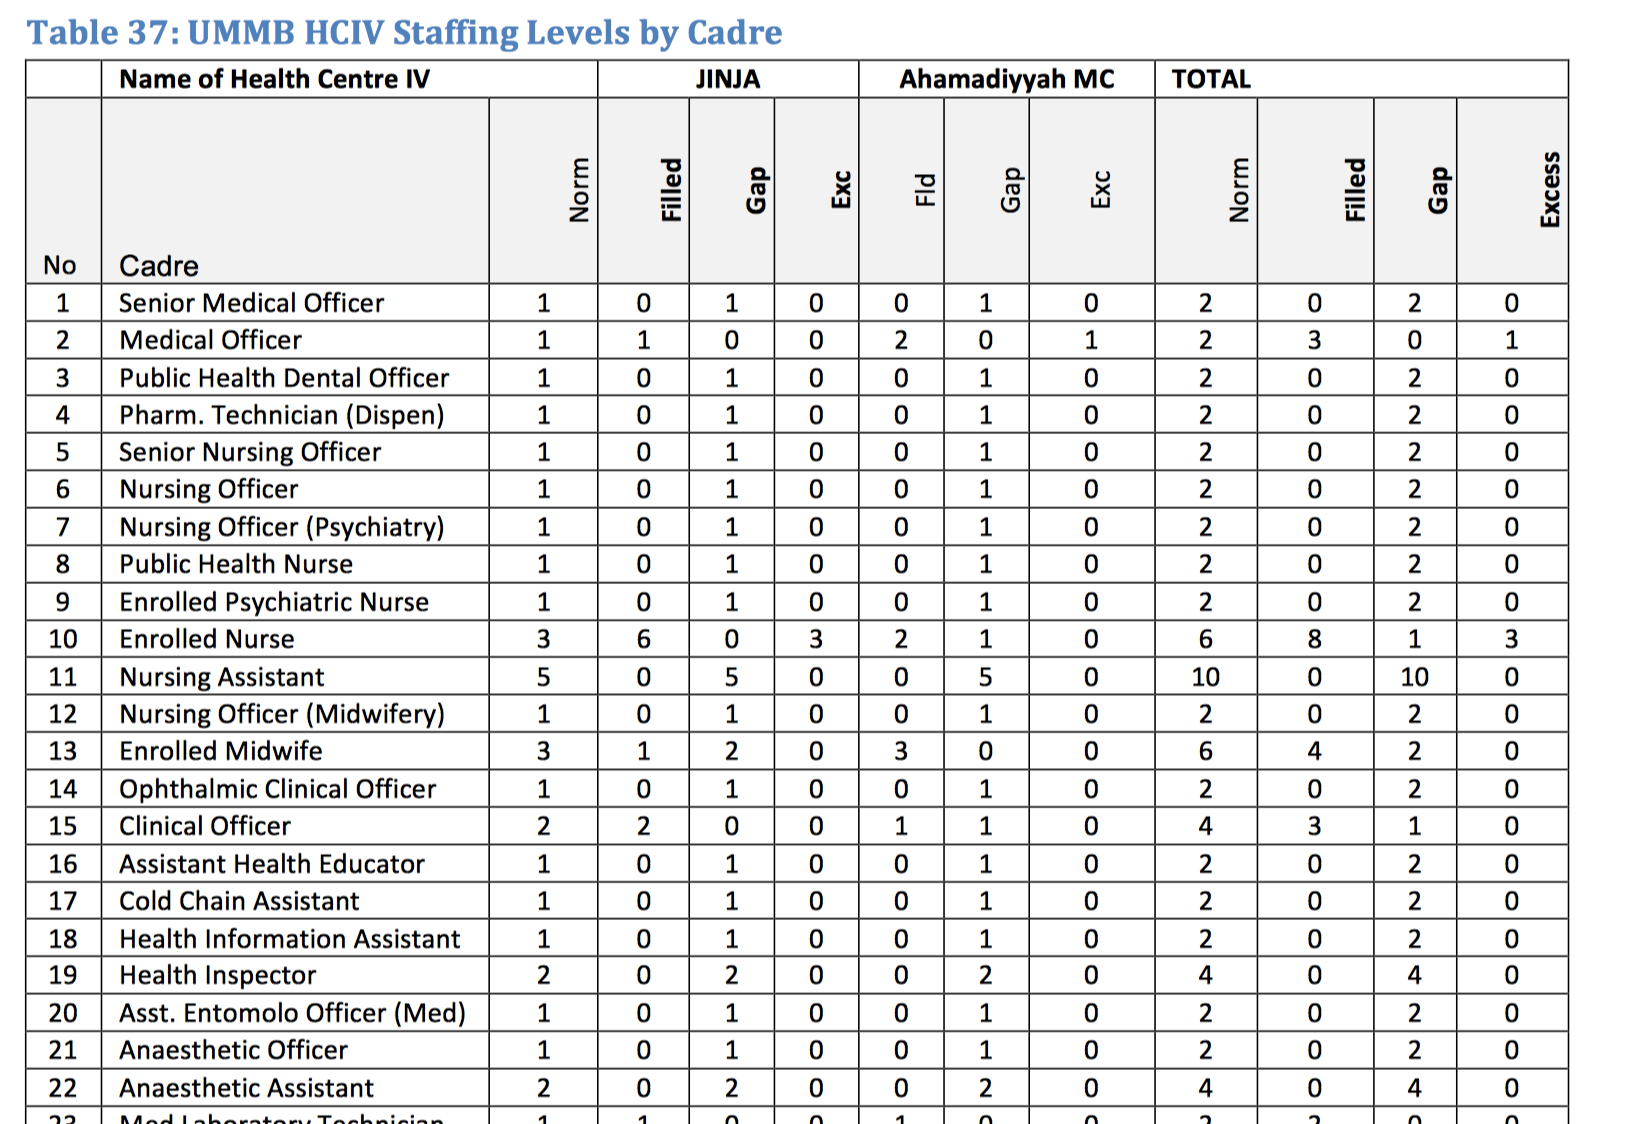 Table 37: UMMB HCIV Staffing Levels by Cadre
Name of Health Centre IV JINJA Ahamadiyyah MC TOTAL
No Cadre Norm Filled Gap Exc Fld Gap Exc Norm Filled Gap Excess
1 Senior Medical Officer 1 0 1 0 0 1 0 2 0 2 0
2 Medical Officer 1 1 0 0 2 0 1 2 3 0 1
3 Public Health Dental Officer 1 0 1 0 0 1 0 2 0 2 0
4 Pharm. Technician (Dispen) 1 0 1 0 0 1 0 2 0 2 0
5 Senior Nursing Officer 1 0 1 0 0 1 0 2 0 2 0
6 Nursing Officer 1 0 1 0 0 1 0 2 0 2 0
7 Nursing Officer (Psychiatry) 1 0 1 0 0 1 0 2 0 2 0
8 Public Health Nurse 1 0 1 0 0 1 0 2 0 2 0
9 Enrolled Psychiatric Nurse 1 0 1 0 0 1 0 2 0 2 0
10 Enrolled Nurse 3 6 0 3 2 1 0 6 8 1 3
11 Nursing Assistant 5 0 5 0 0 5 0 10 0 10 0
12 Nursing Officer (Midwifery) 1 0 1 0 0 1 0 2 0 2 0
13 Enrolled Midwife 3 1 2 0 3 0 0 6 4 2 0
14 Ophthalmic Clinical Officer 1 0 1 0 0 1 0 2 0 2 0
15 Clinical Officer 2 2 0 0 1 1 0 4 3 1 0
16 Assistant Health Educator 1 0 1 0 0 1 0 2 0 2 0
17 Cold Chain Assistant 1 0 1 0 0 1 0 2 0 2 0
18 Health Information Assistant 1 0 1 0 0 1 0 2 0 2 0
19 Health Inspector 2 0 2 0 0 2 0 4 0 4 0
20 Asst. Entomolo Officer (Med) 1 0 1 0 0 1 0 2 0 2 0
21 Anaesthetic Officer 1 0 1 0 0 1 0 2 0 2 0
22 Anaesthetic Assistant 2 0 2 0 0 2 0 4 0 4 0
23 Med Laboratory Technician 1 1 0 0 1 0 0 2 2 0 0